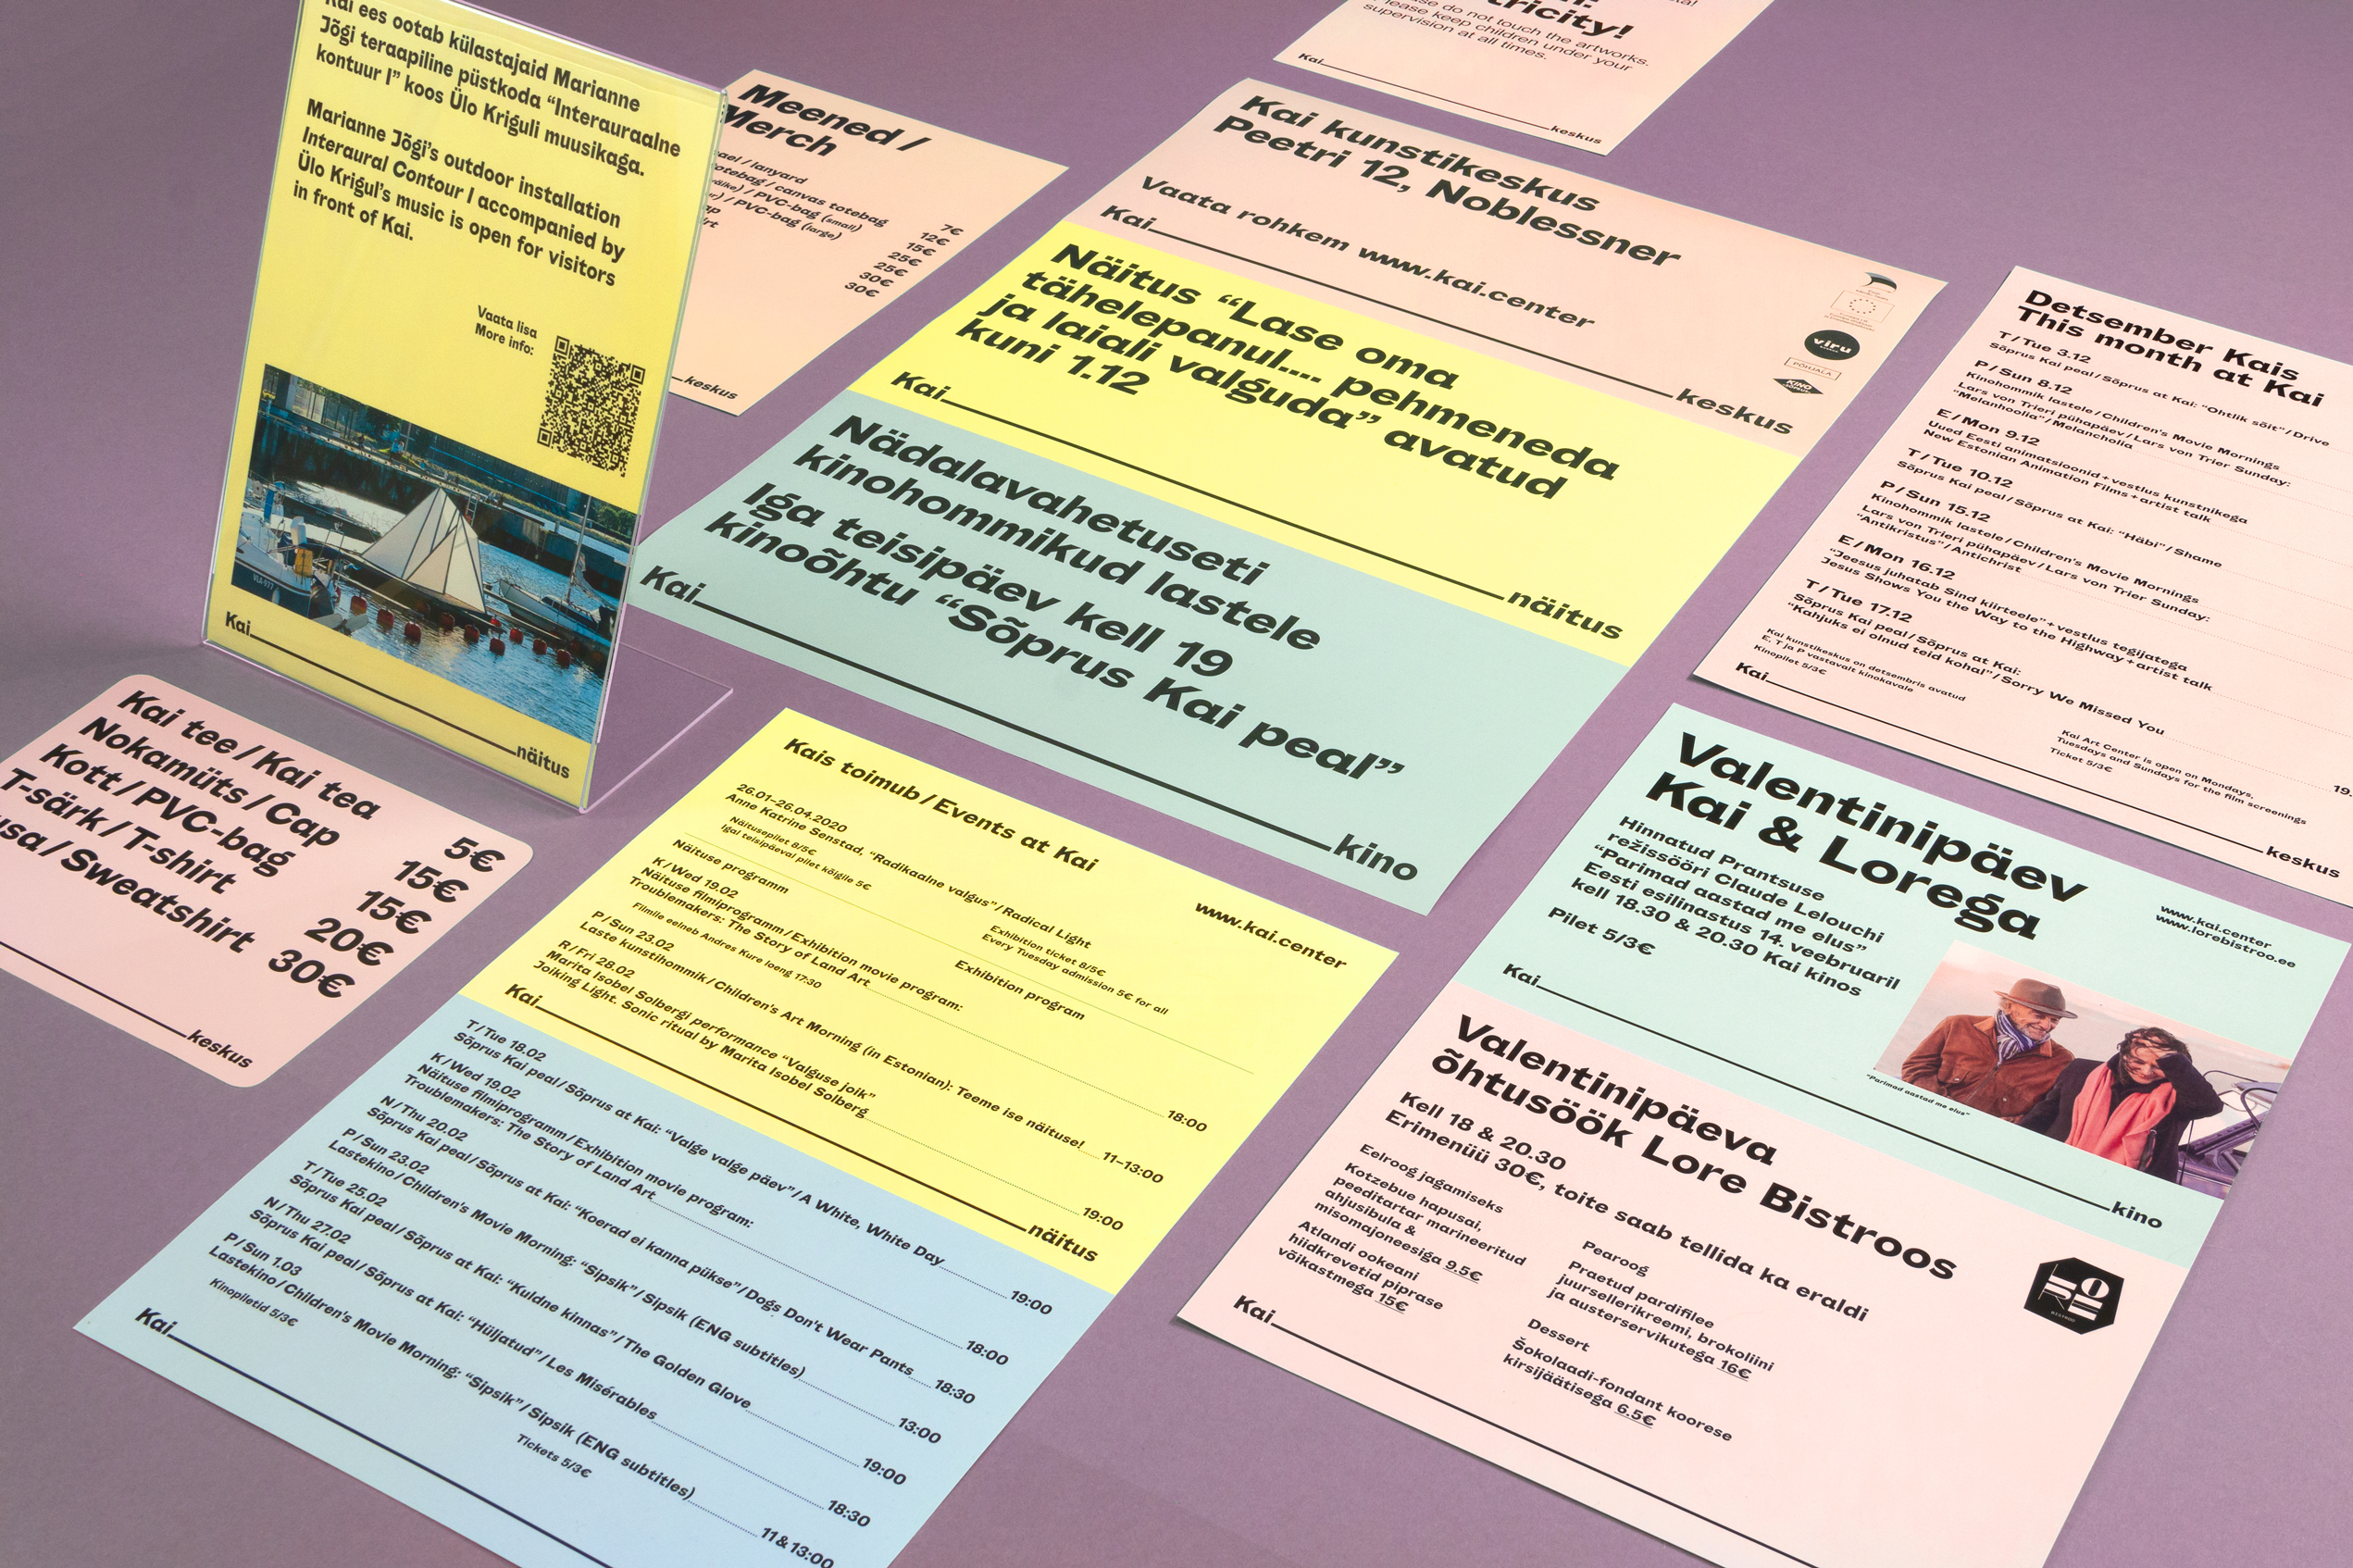 Kai ees ootab külastajaid Marianne
Jõgi teraapiline püstkoda “Interauraalne
kontuur I” koos Ülo Kriguli muusikaga.
Marianne Jõgi’s outdoor installation
Interaural Contour I accompanied by
Ülo Krigul’s music is open for visitors
in front of Kai.
Vaata lisa
More info:
VLA-977
Kai näitus
Meened /
Merch
/ lanyard
totebag / canvas totebag 7€
/ PVC-bag (small) 12€
/ PVC-bag (large) 15€
25€
25€
30€
30€
keskus
tricity!
do not touch the artworks.
Please keep children under your
supervision at all times.
Kai keskus
Kai kunstikeskus
Peetri 12, Noblessner
Vaata rohkem www.kai.center
Kai keskus
viru
PÕHJALA
KINO
Näitus “Lase oma
tähelepanul.... pehmeneda
ja laiali valguda” avatud
kuni 1.12
Kai näitus
Nädalavahetuseti
kinohommikud lastele
Iga teisipäev kell 19
kinoõhtu “Sõprus Kai peal”
Kai kino
Detsember Kais
This month at Kai
T / Tue 3.12
Sõprus Kai peal / Sõprus at Kai: “Ohtlik sõit” / Drive
P / Sun 8.12
Kinohommik lastele / Children’s Movie Mornings
Lars von Trieri pühapäev / Lars von Trier Sunday:
“Melanhoolia” / Melancholia
E / Mon 9.12
Uued Eesti animatsioonid + vestlus kunstnikega
New Estonian Animation Films + artist talk
T / Tue 10.12
Sõprus Kai peal / Sõprus at Kai: “Häbi” / Shame
P / Sun 15.12
Kinohommik lastele / Children’s Movie Mornings
Lars von Trieri pühapäev / Lars von Trier Sunday:
“Antikristus” / Antichrist
E / Mon 16.12
“Jeesus juhatab Sind kiirteele” + vestlus tegijatega
Jesus Shows You the Way to the Highway + artist talk
T / Tue 17.12
Sõprus Kai peal / Sõprus at Kai:
“Kahjuks ei olnud teid kohal” / Sorry We Missed You 19.
Kai kunstikeskus on detsembris avatud
E, T ja P vastavalt kinokavale
Kinopilet 5/3€
Kai Art Center is open on Mondays,
Tuesdays and Sundays for the film screenings
Ticket 5/3€
Kai keskus
Kai tee / Kai tea 5€
Nokamüts / Cap 15€
Kott / PVC-bag 15€
T-särk / T-shirt 20€
/ Sweatshirt 30€
keskus
Kais toimub / Events at Kai
www.kai.center
26.01–26.04.2020
Anne Katrine Senstad, “Radikaalne valgus” / Radical Light
Näitusepilet 8/5€
Igal teisipäeval pilet kõigile 5€
Exhibition ticket 8/5€
Every Tuesday admission 5€ for all
Näituse programm
Exhibition program
K / Wed 19.02
Näituse filmiprogramm / Exhibition movie program:
Troublemakers: The Story of Land Art 18:00
Filmile eelneb Andres Kure loeng 17:30
P / Sun 23.02
Laste kunstihommik / Children’s Art Morning (in Estonian): Teeme ise näituse! 11–13:00
R / Fri 28.02
Marita Isobel Solbergi performance “Valguse joik”
Joiking Light. Sonic ritual by Marita Isobel Solberg 19:00
Kai näitus
T / Tue 18.02
Sõprus Kai peal / Sõprus at Kai: “Valge valge päev” / A White, White Day 19:00
K / Wed 19.02
Näituse filmiprogramm / Exhibition movie program:
Troublemakers: The Story of Land Art 18:00
N / Thu 20.02
Sõprus Kai peal / Sõprus at Kai: “Koerad ei kanna pükse” / Dogs Don’t Wear Pants 18:30
P / Sun 23.02
Lastekino / Children’s Movie Morning: “Sipsik” / Sipsik (ENG subtitles) 13:00
T / Tue 25.02
Sõprus Kai peal / Sõprus at Kai: “Kuldne kinnas” / The Golden Glove 19:00
N / Thu 27.02
Sõprus Kai peal / Sõprus at Kai: “Hüljatud” / Les Misérables 18:30
P / Sun 1.03
Lastekino / Children’s Movie Morning: “Sipsik” / Sipsik (ENG subtitles) 11 & 13:00
Kinopiletid 5/3€
Tickets 5/3€
Kai
Valentinipäev
Kai & Lorega
www.kai.center
www.lorebistroo.ee
Hinnatud Prantsuse
režissööri Claude Lelouchi
“Parimad aastad me elus”
Eesti esilinastus 14. veebruaril
kell 18.30 & 20.30 Kai kinos
Pilet 5/3€
“Parimad aastad me elus”
Kai kino
Valentinipäeva
õhtusöök Lore Bistroos
Kell 18 & 20.30
Erimenüü 30€, toite saab tellida ka eraldi
Eelroog jagamiseks
Kotzebue hapusai,
peeditartar marineeritud
ahjusibula &
misomajoneesiga 9.5€
Atlandi ookeani
hiidkrevetid piprase
võikastmega 15€
Pearoog
Praetud pardifilee
juursellerikreemi, brokoliini
ja austerservikutega 16€
Dessert
Šokolaadi-fondant koorese
kirsijäätisega 6.5€
LORE
BISTROO
Kai